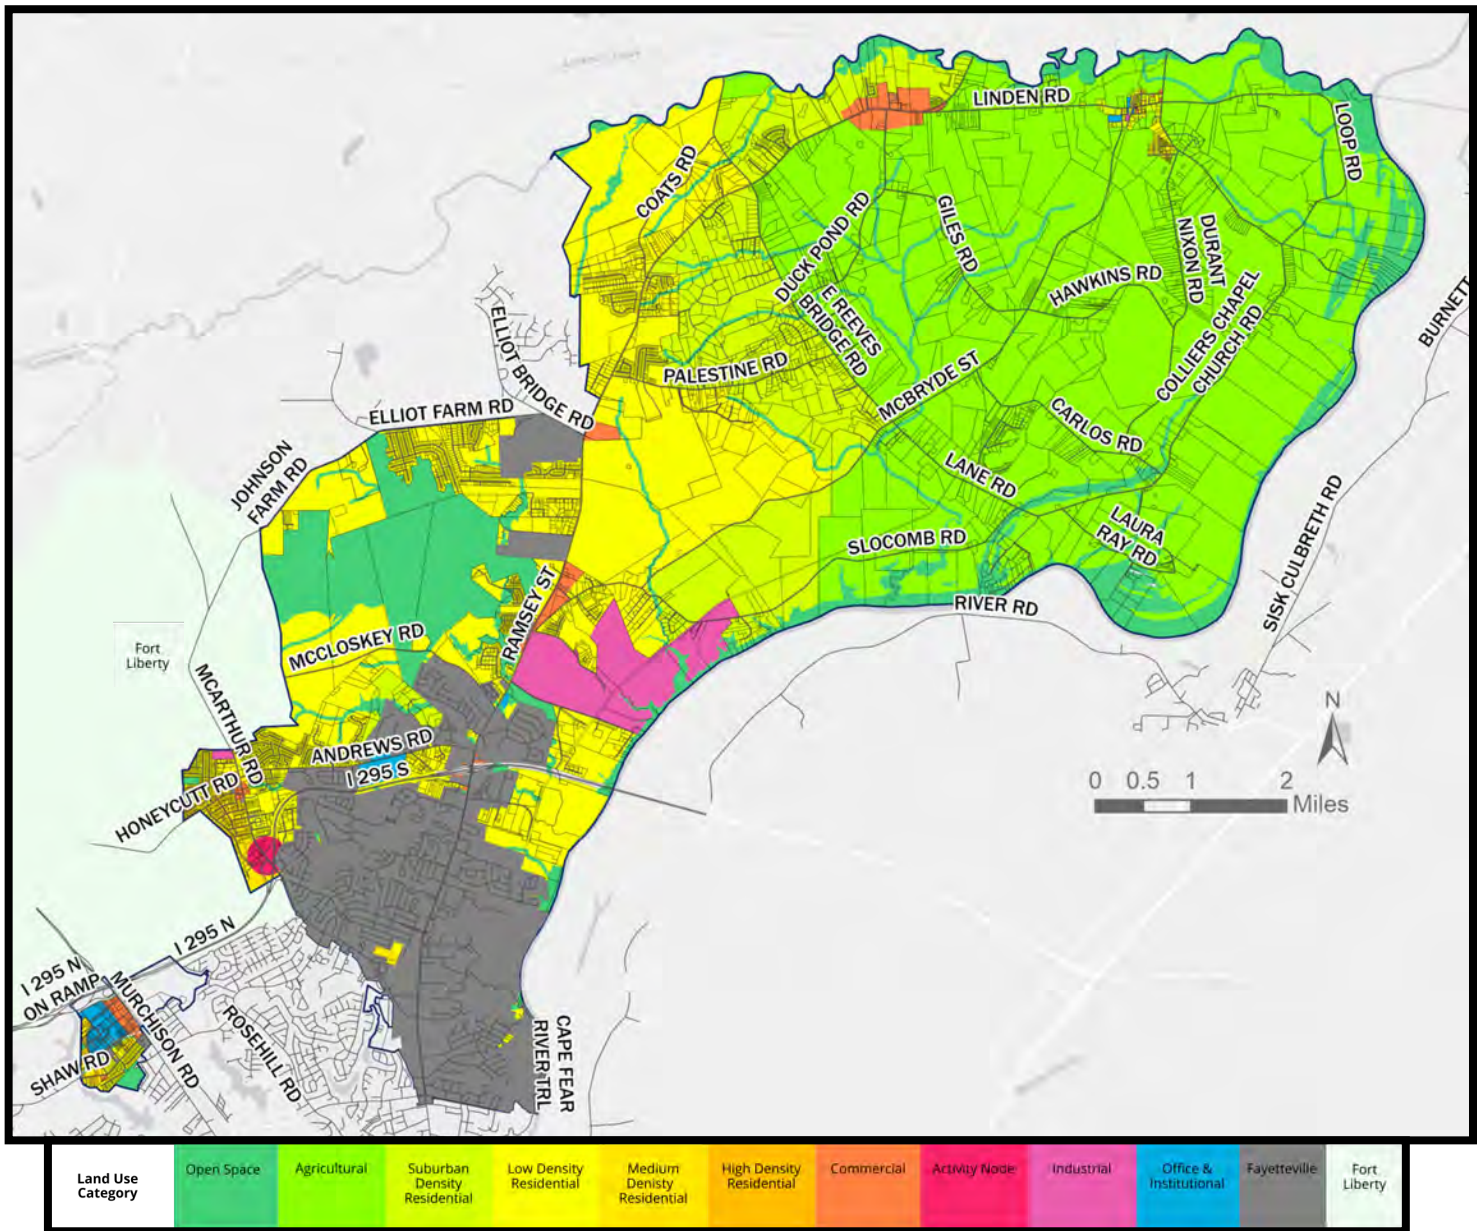 LINDEN RD
LOOP RD
COATS RD
DUCK POND RD
GILES RD
DURANT
NIXON RD
HAWKINS RD
E REEVES
BRIDGE RD
COLLIERS CHAPEL
CHURCH RD
BURNETT
ELLIOT BRIDGE RD
PALESTINE RD
MCBRYDE ST
ELLIOT FARM RD
CARLOS RD
JOHNSON
FARM RD
LANE RD
LAURA
RAY RD
SLOCOMB RD
SISK CULBRETH RD
RIVER RD
RAMSEY ST
MCCLOSKEY RD
Fort
Liberty
MCARTHUR RD
N
ANDREWS RD
I 295 S
0 0.5 1 2
Miles
HONEYCUTT RD
I 295 N
I 295 N
ON RAMP
MURCHISON RD
ROSEHILL RD
SHAW RD
CAPE FEAR
RIVER TRL
Land Use
Category
Open Space
Agricultural
Suburban
Density
Residential
Low Density
Residential
Medium
Denisty
Residential
High Density
Residential
Commercial
Activity Node
Industrial
Office &
Institutional
Fayetteville
Fort
Liberty